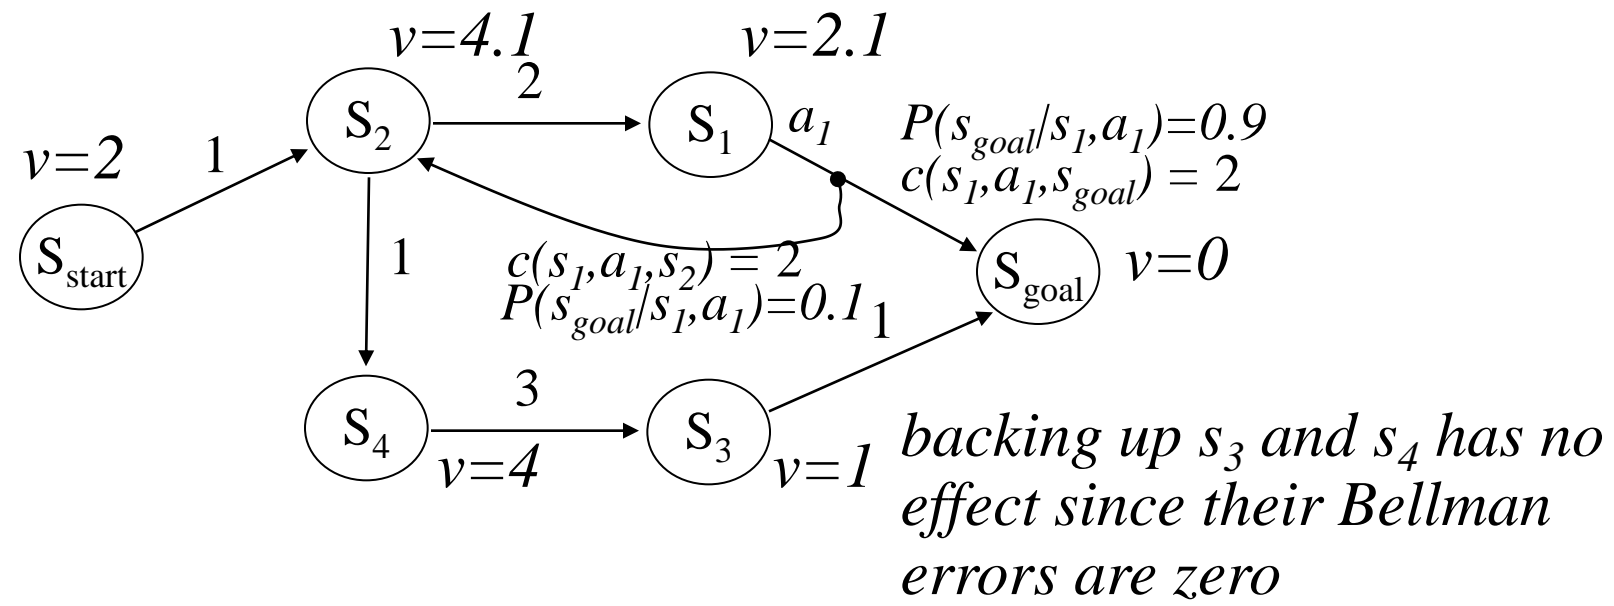 v=4.1
v=2.1
2
S2
S1
a1
P(sgoal|s1,a1)=0.9
c(s1,a1,sgoal) = 2
v=2
1
Sstart
1
c(s1,a1,s2) = 2
P(sgoal|s1,a1)=0.1
Sgoal
v=0
1
3
S4
S3
v=4
v=1
backing up s3 and s4 has no
effect since their Bellman
errors are zero